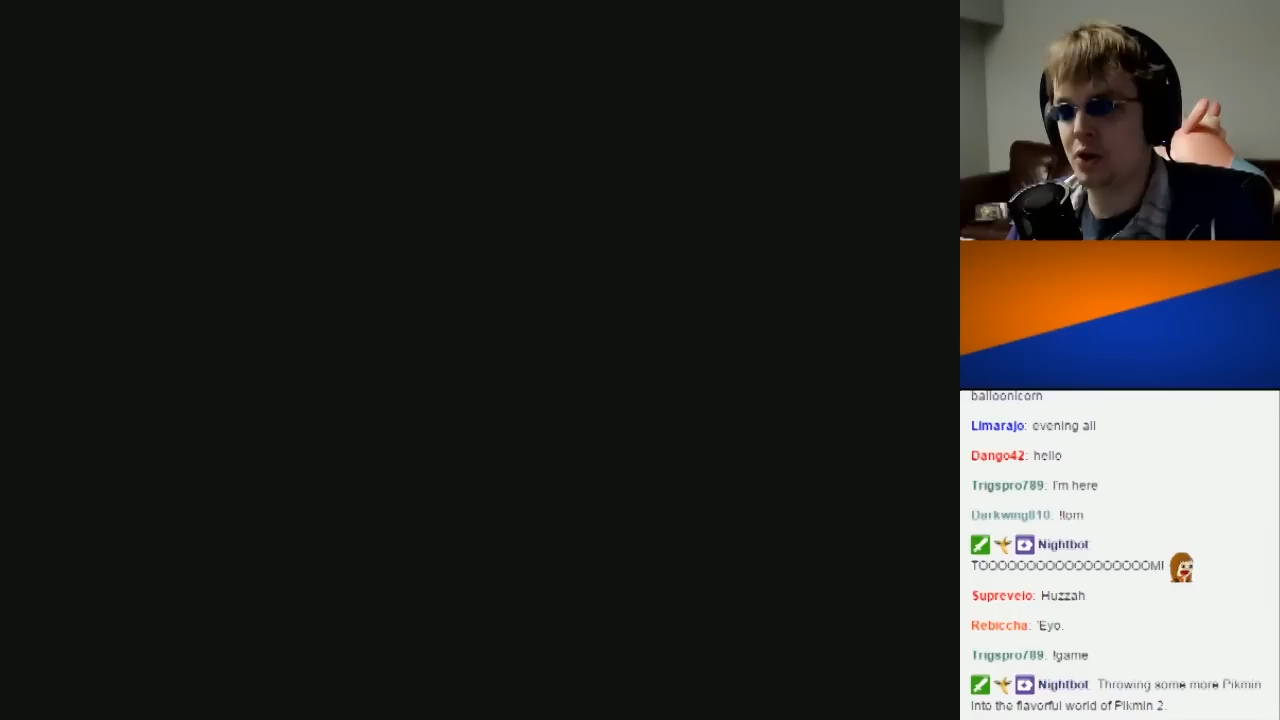 balloonicorn
Limarajo: evening all
Dango42: hello
Trigspro789: I'm here
Darkwing810: !tom
Nightbot
TOOOOOOOOOOOOOOOOOOM!
Suprevelo: Huzzah
Rebiccha: 'Eyo.
Trigspro789: !game
Nightbot Throwing some more Pikmin
into the flavorful world of Pikmin 2.